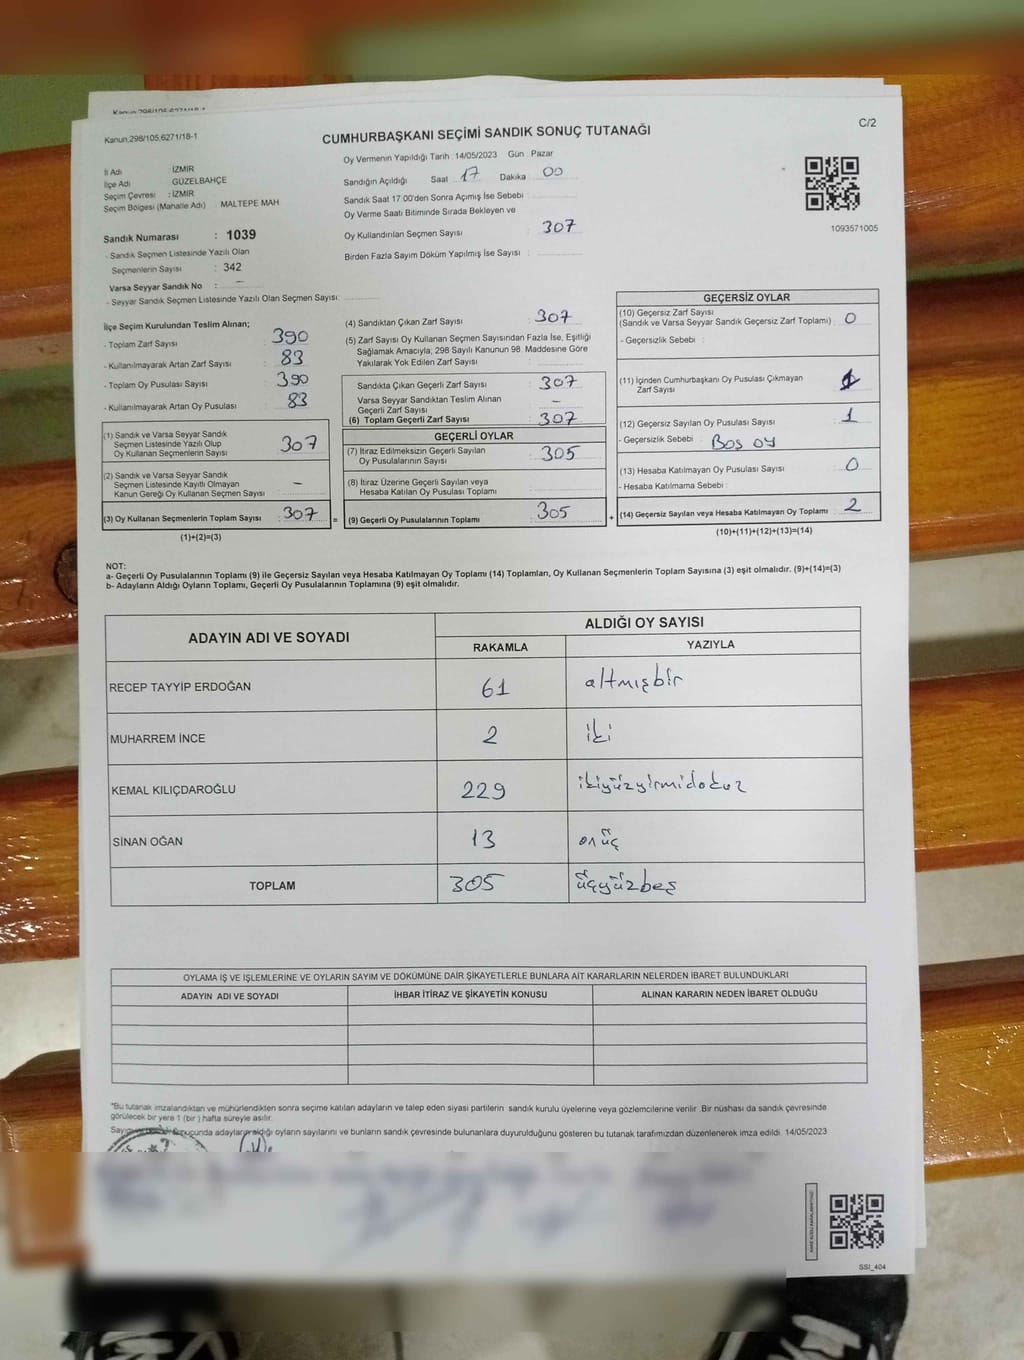 Kanun;298/105,6271/18-1
CUMHURBAŞKANI SEÇİMİ SANDIK SONUÇ TUTANAĞI
C/2
Oy Vermenin Yapıldığı Tarih : 14/05/2023 Gün : Pazar
İl Adı : İZMİR
İlçe Adı : GÜZELBAHÇE
Seçim Çevresi : İZMİR
Seçim Bölgesi (Mahalle Adı) : MALTEPE MAH
Sandık Numarası : 1039
- Sandık Seçmen Listesinde Yazılı Olan
Seçmenlerin Sayısı : 342
Varsa Seyyar Sandık No : –
- Seyyar Sandık Seçmen Listesinde Yazılı Olan Seçmen Sayısı:
Sandığın Açıldığı Saat 17 Dakika 00
Sandık Saat 17:00'den Sonra Açımış İse Sebebi :
Oy Verme Saati Bitiminde Sırada Bekleyen ve
Oy Kullandırılan Seçmen Sayısı : 307
Birden Fazla Sayım Döküm Yapılmış İse Sayısı :
1093571005
İlçe Seçim Kurulundan Teslim Alınan;
- Toplam Zarf Sayısı : 390
- Kullanılmayarak Artan Zarf Sayısı : 83
- Toplam Oy Pusulası Sayısı : 390
- Kullanılmayarak Artan Oy Pusulası : 83
(1) Sandık ve Varsa Seyyar Sandık
Seçmen Listesinde Yazılı Olup
Oy Kullanan Seçmenlerin Sayısı : 307
(2) Sandık ve Varsa Seyyar Sandık
Seçmen Listesinde Kayıtlı Olmayan
Kanun Gereği Oy Kullanan Seçmen Sayısı : –
(3) Oy Kullanan Seçmenlerin Toplam Sayısı : 307
(1)+(2)=(3)
(4) Sandıktan Çıkan Zarf Sayısı : 307
(5) Zarf Sayısı Oy Kullanan Seçmen Sayısından Fazla İse, Eşitliği
Sağlamak Amacıyla; 298 Sayılı Kanunun 98. Maddesine Göre
Yakılarak Yok Edilen Zarf Sayısı :
Sandıkta Çıkan Geçerli Zarf Sayısı : 307
Varsa Seyyar Sandıktan Teslim Alınan
Geçerli Zarf Sayısı : –
(6) Toplam Geçerli Zarf Sayısı : 307
GEÇERLİ OYLAR
(7) İtiraz Edilmeksizin Geçerli Sayılan
Oy Pusulalarının Sayısı : 305
(8) İtiraz Üzerine Geçerli Sayılan veya
Hesaba Katılan Oy Pusulası Toplamı :
= (9) Geçerli Oy Pusulalarının Toplamı : 305 +
GEÇERSİZ OYLAR
(10) Geçersiz Zarf Sayısı
(Sandık ve Varsa Seyyar Sandık Geçersiz Zarf Toplamı) : 0
- Geçersizlik Sebebi :
(11) İçinden Cumhurbaşkanı Oy Pusulası Çıkmayan
Zarf Sayısı : 1
(12) Geçersiz Sayılan Oy Pusulası Sayısı : 1
- Geçersizlik Sebebi : Boş oy
(13) Hesaba Katılmayan Oy Pusulası Sayısı : 0
- Hesaba Katılmama Sebebi :
(14) Geçersiz Sayılan veya Hesaba Katılmayan Oy Toplamı : 2
(10)+(11)+(12)+(13)=(14)
NOT:
a- Geçerli Oy Pusulalarının Toplamı (9) ile Geçersiz Sayılan veya Hesaba Katılmayan Oy Toplamı (14) Toplamları, Oy Kullanan Seçmenlerin Toplam Sayısına (3) eşit olmalıdır. (9)+(14)=(3)
b- Adayların Aldığı Oyların Toplamı, Geçerli Oy Pusulalarının Toplamına (9) eşit olmalıdır.
ADAYIN ADI VE SOYADI
ALDIĞI OY SAYISI
RAKAMLA YAZIYLA
RECEP TAYYİP ERDOĞAN 61 altmışbir
MUHARREM İNCE 2 iki
KEMAL KILIÇDAROĞLU 229 ikiyüzyirmidokuz
SİNAN OĞAN 13 onüç
TOPLAM 305 üçyüzbeş
OYLAMA İŞ VE İŞLEMLERİNE VE OYLARIN SAYIM VE DÖKÜMÜNE DAİR ŞİKAYETLERLE BUNLARA AİT KARARLARIN NELERDEN İBARET BULUNDUKLARI
ADAYIN ADI VE SOYADI İHBAR İTİRAZ VE ŞİKAYETİN KONUSU ALINAN KARARIN NEDEN İBARET OLDUĞU
*Bu tutanak imzalandıktan ve mühürlendikten sonra seçime katılan adayların ve talep eden siyasi partilerin sandık kurulu üyelerine veya gözlemcilerine verilir. Bir nüshası da sandık çevresinde
görülecek bir yere 1 (bir) hafta süreyle asılır.
adayların aldığı oyların sayılarını ve bunların sandık çevresinde bulunanlara duyurulduğunu gösteren bu tutanak tarafımızdan düzenlenerek imza edildi. 14/05/2023
SSİ_404